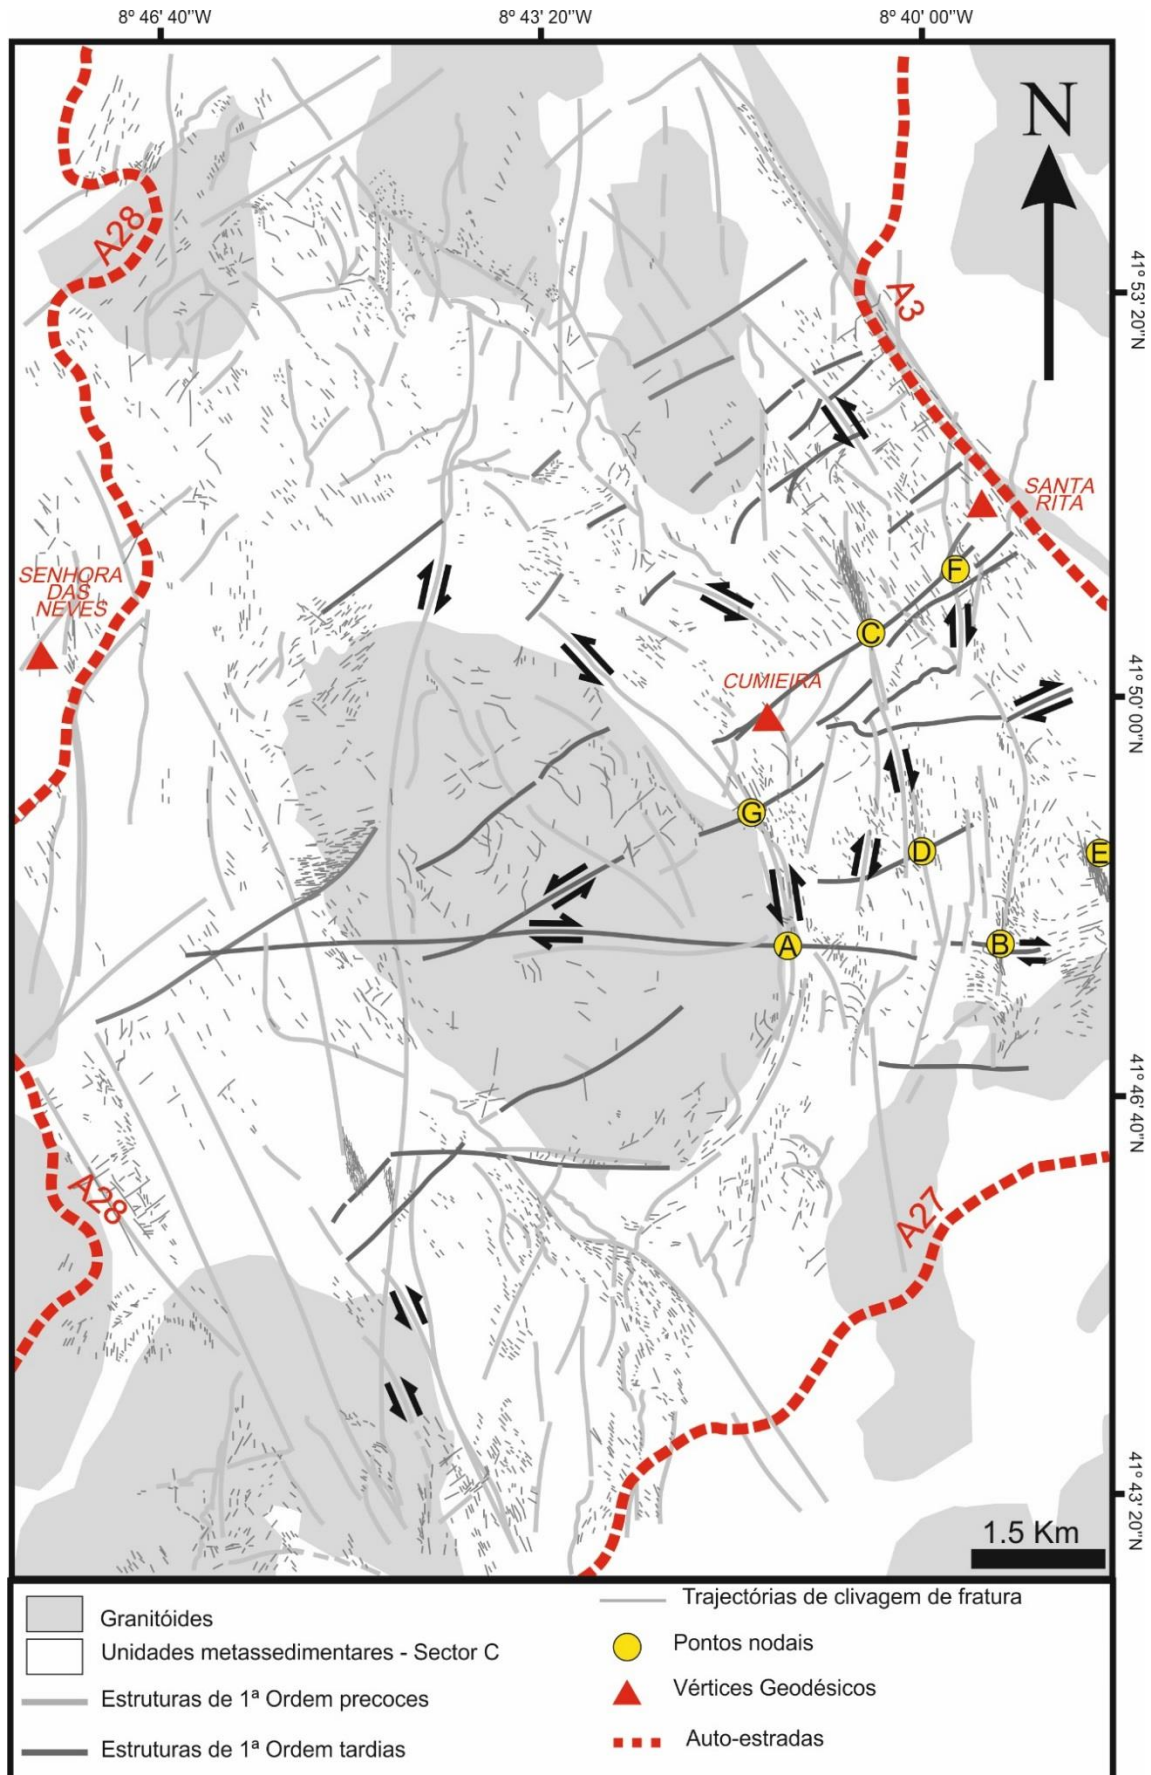 8º 46' 40''W
8º 43' 20''W
8º 40' 00''W
N
A28
A3
41º 53' 20''N
SANTA
RITA
SENHORA
DAS
NEVES
F
C
CUMIEIRA
41º 50' 00''N
G
D
E
A
B
41º 46' 40''N
A28
A27
41º 43' 20''N
1.5 Km
Granitóides
Unidades metassedimentares - Sector C
Estruturas de 1ª Ordem precoces
Estruturas de 1ª Ordem tardias
Trajectórias de clivagem de fratura
Pontos nodais
Vértices Geodésicos
Auto-estradas